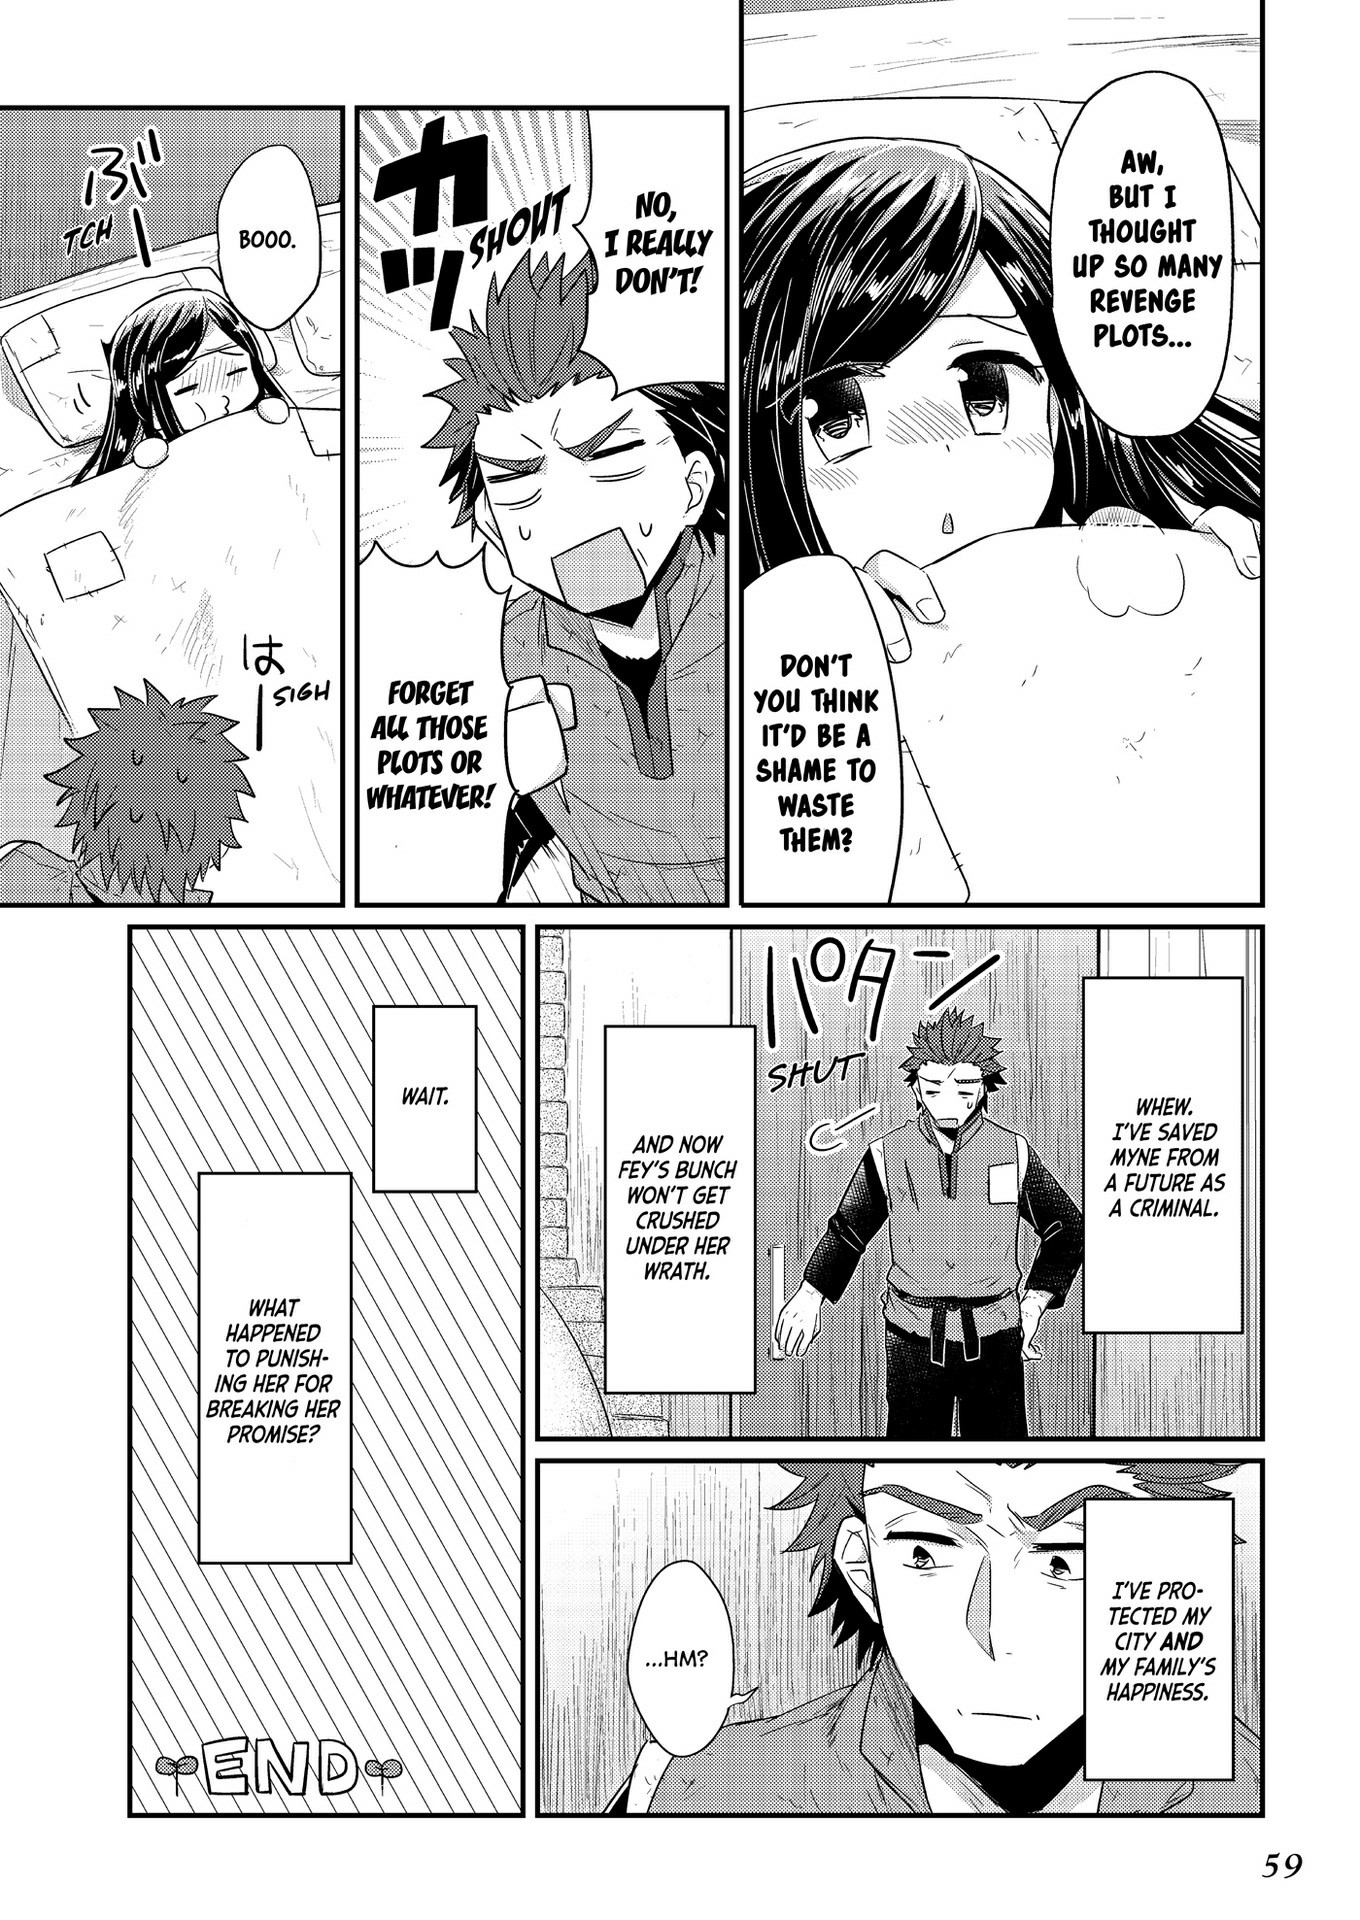 AW,
BUT I
THOUGHT
UP SO MANY
REVENGE
PLOTS...
DON'T
YOU THINK
IT'D BE A
SHAME TO
WASTE
THEM?
NO,
I REALLY
DON'T!
カッ
SHOUT
FORGET
ALL THOSE
PLOTS OR
WHATEVER!
BOOO.
ぶー
TCH
はー
SIGH
パタン
SHUT
WHEW.
I'VE SAVED
MYNE FROM
A FUTURE AS
A CRIMINAL.
AND NOW
FEY'S BUNCH
WON'T GET
CRUSHED
UNDER HER
WRATH.
I'VE PRO-
TECTED MY
CITY AND
MY FAMILY'S
HAPPINESS.
...HM?
WAIT.
WHAT
HAPPENED
TO PUNISH-
ING HER FOR
BREAKING HER
PROMISE?
END
59